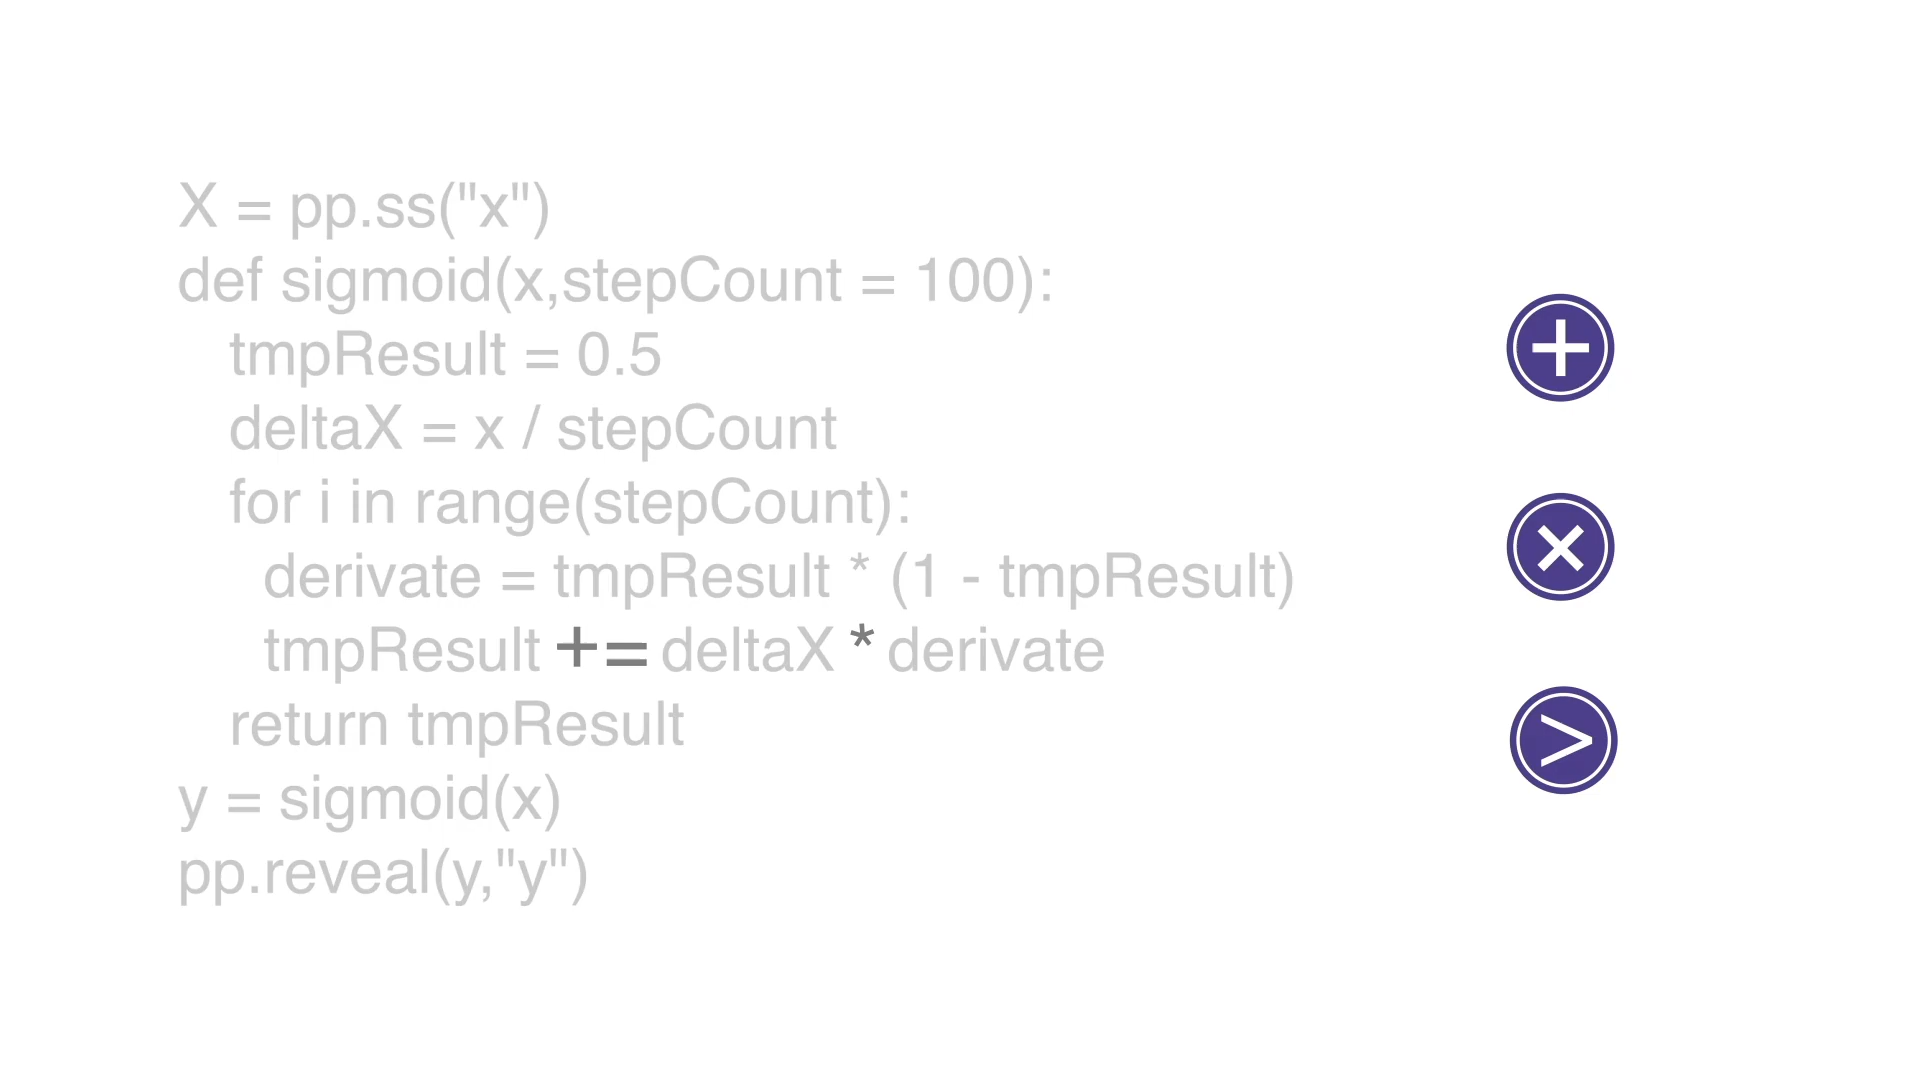 X = pp.ss("x")
def sigmoid(x,stepCount = 100):
tmpResult = 0.5
deltaX = x / stepCount
for i in range(stepCount):
derivate = tmpResult * (1 - tmpResult)
tmpResult += deltaX * derivate
return tmpResult
y = sigmoid(x)
pp.reveal(y,"y")
+
×
>